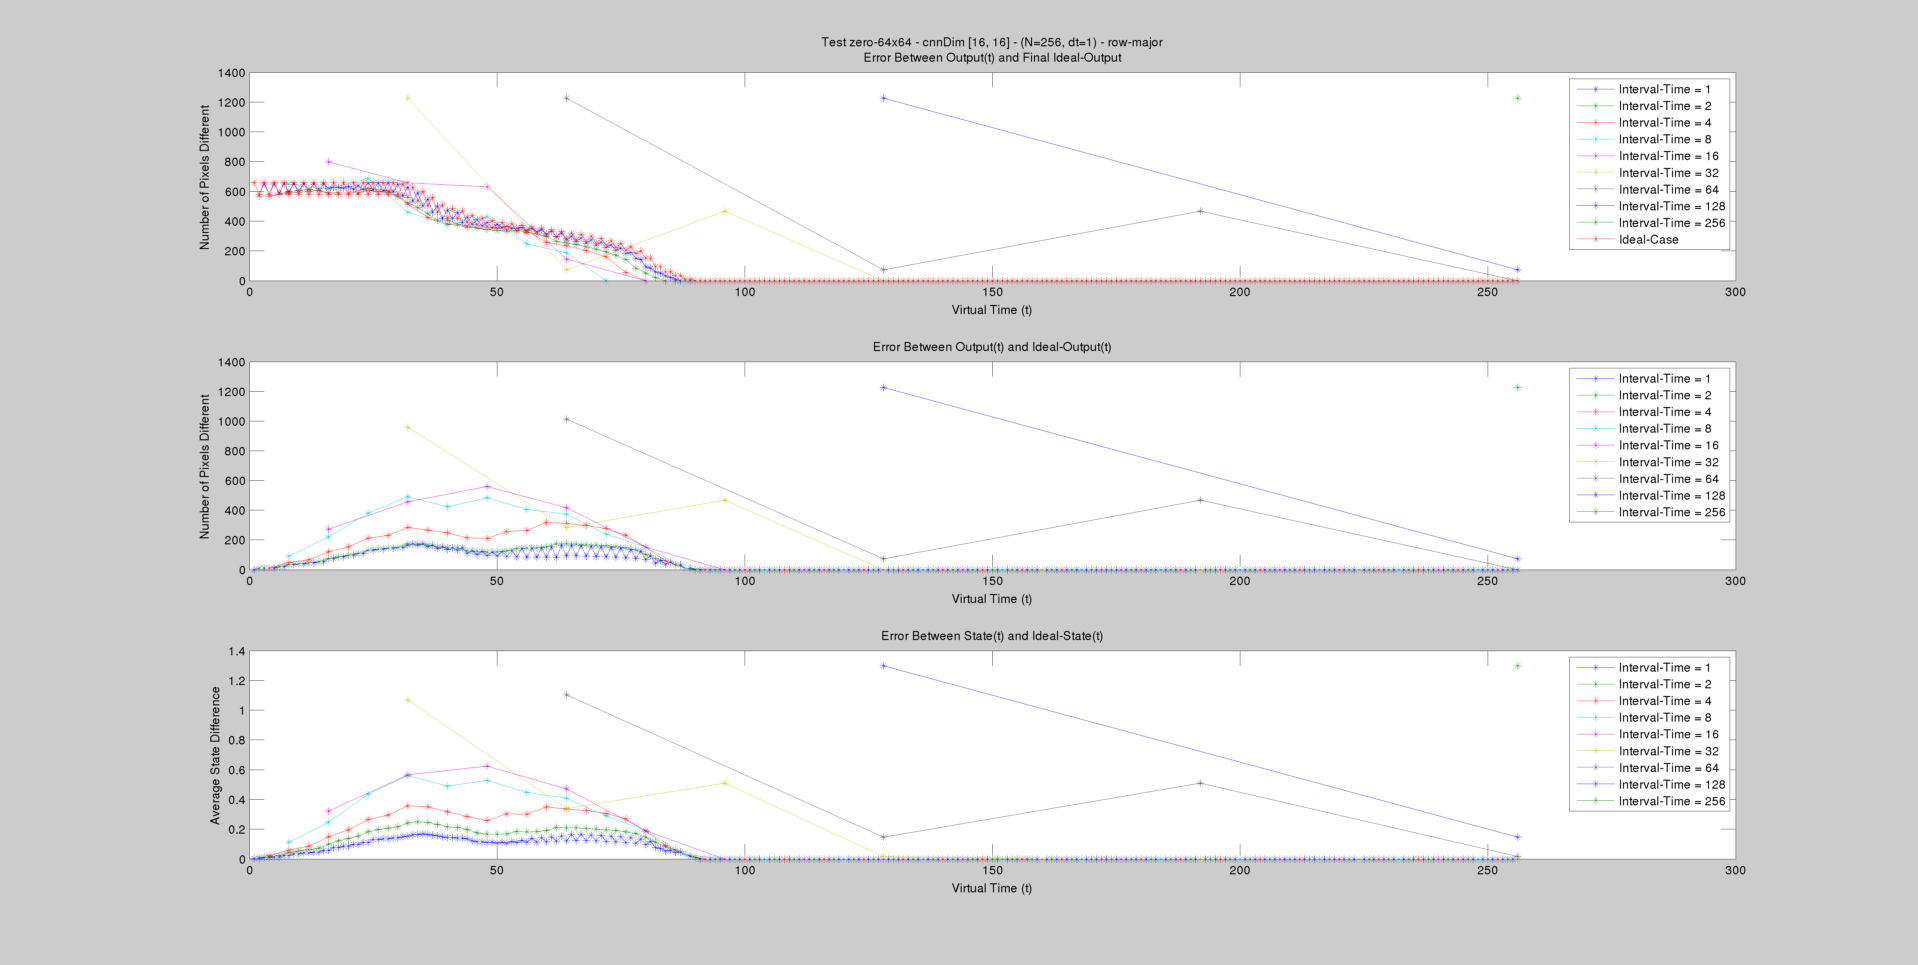 Test zero-64x64 - cnnDim [16, 16] - (N=256, dt=1) - row-major
Error Between Output(t) and Final Ideal-Output
Number of Pixels Different
1400
1200
1000
800
600
400
200
0
0
50
100
150
200
250
300
Virtual Time (t)
Interval-Time = 1
Interval-Time = 2
Interval-Time = 4
Interval-Time = 8
Interval-Time = 16
Interval-Time = 32
Interval-Time = 64
Interval-Time = 128
Interval-Time = 256
Ideal-Case
Error Between Output(t) and Ideal-Output(t)
Number of Pixels Different
1400
1200
1000
800
600
400
200
0
0
50
100
150
200
250
300
Virtual Time (t)
Interval-Time = 1
Interval-Time = 2
Interval-Time = 4
Interval-Time = 8
Interval-Time = 16
Interval-Time = 32
Interval-Time = 64
Interval-Time = 128
Interval-Time = 256
Error Between State(t) and Ideal-State(t)
Average State Difference
1.4
1.2
1
0.8
0.6
0.4
0.2
0
0
50
100
150
200
250
300
Virtual Time (t)
Interval-Time = 1
Interval-Time = 2
Interval-Time = 4
Interval-Time = 8
Interval-Time = 16
Interval-Time = 32
Interval-Time = 64
Interval-Time = 128
Interval-Time = 256